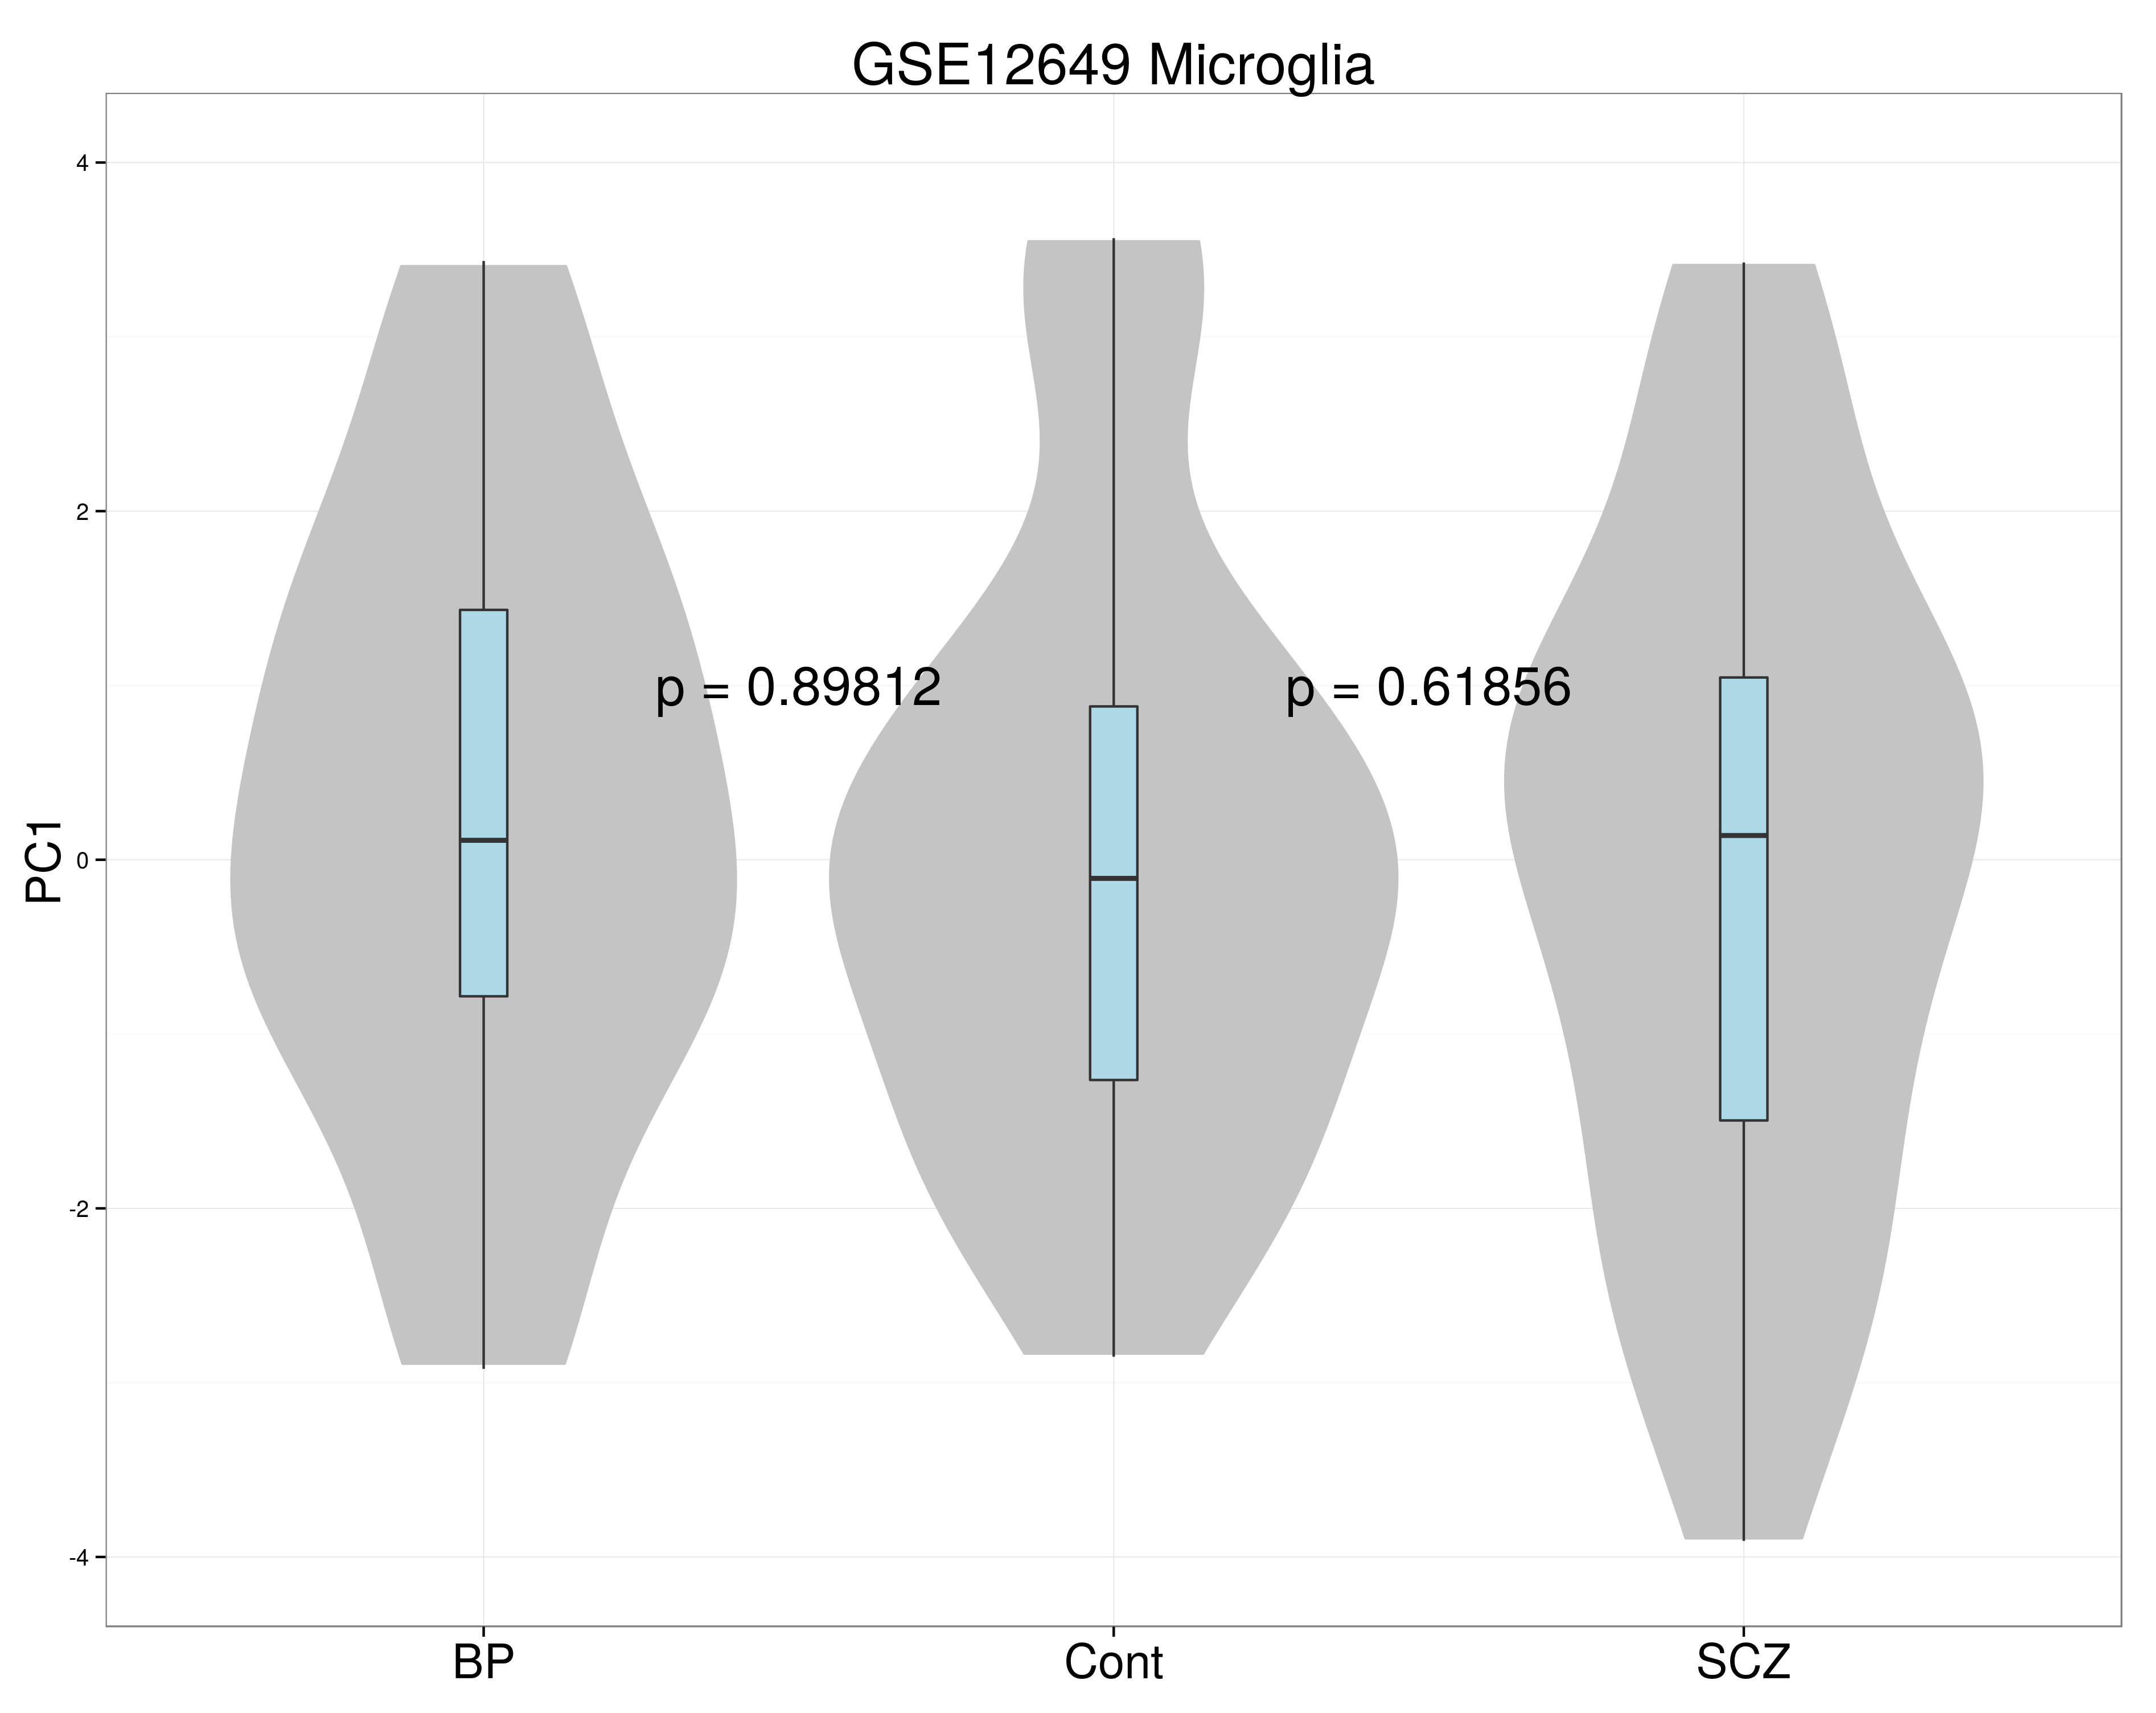 GSE12649 Microglia
4
2
0
-2
-4
PC1
p = 0.89812
p = 0.61856
BP
Cont
SCZ